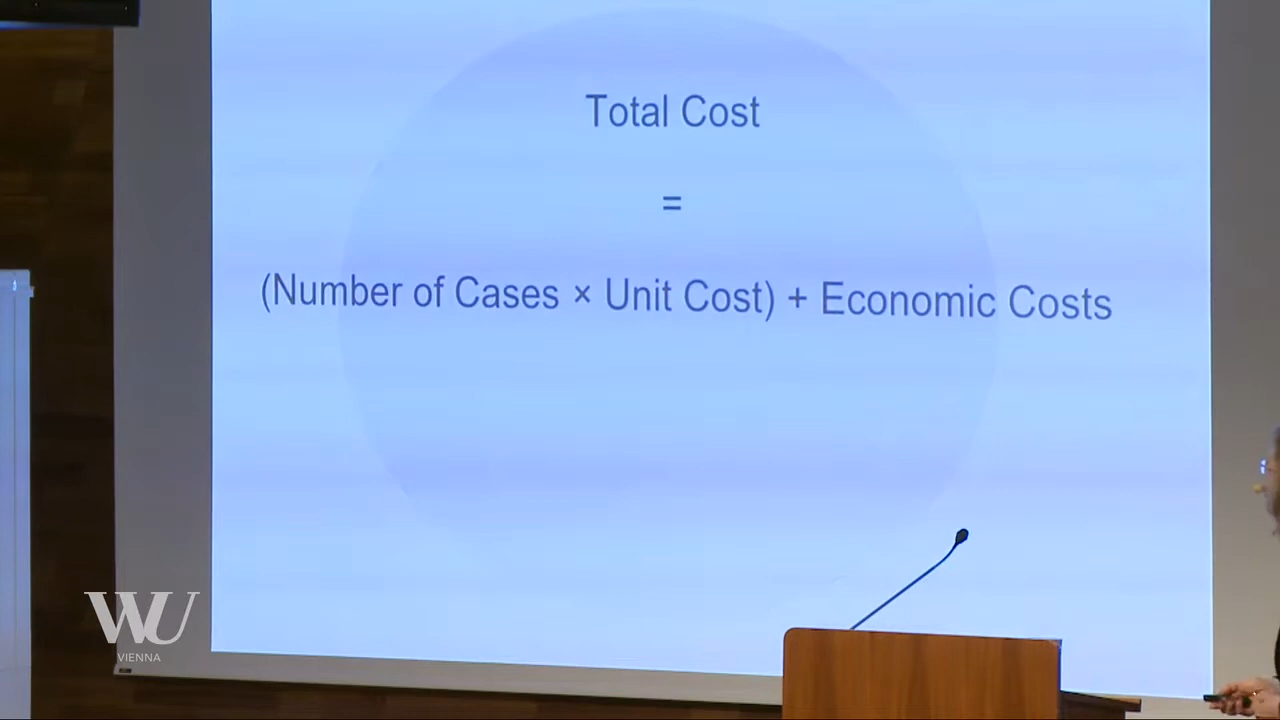 Total Cost
=
(Number of Cases × Unit Cost) + Economic Costs
WU
VIENNA